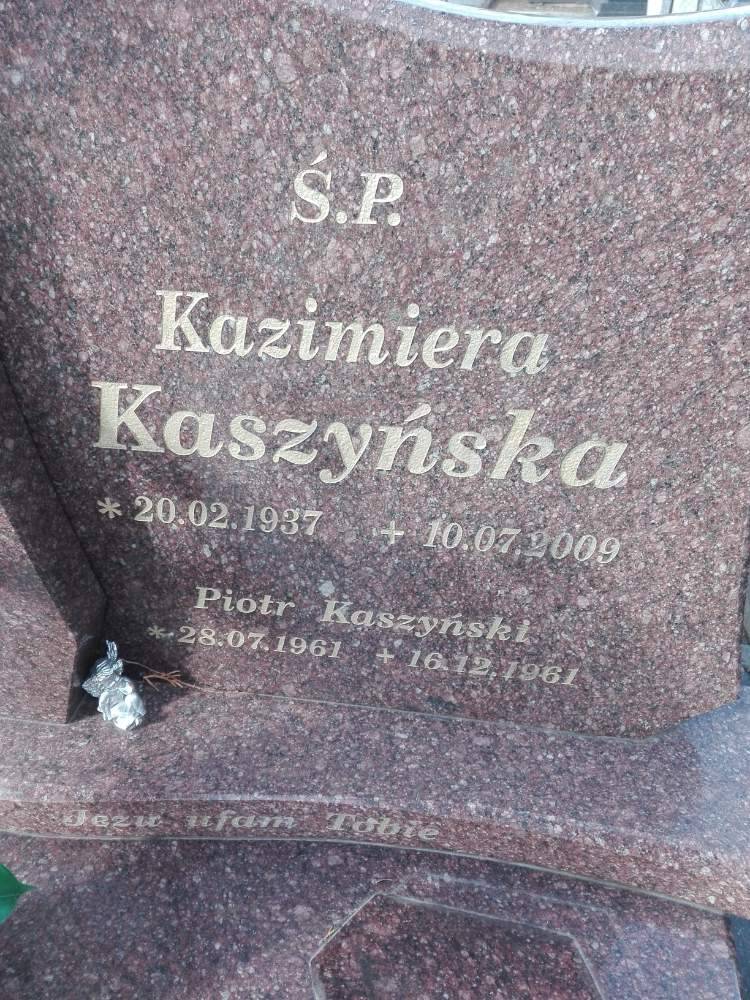 Ś.P.
Kazimiera
Kaszyńska
* 20.02.1937 + 10.07.2009
Piotr Kaszyński
* 28.07.1961 + 16.12.1961
Jezu ufam Tobie